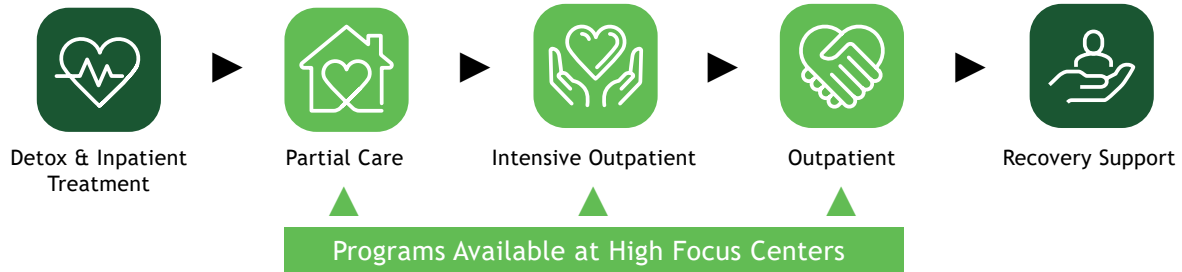 Detox & Inpatient
Treatment
Partial Care
Intensive Outpatient
Outpatient
Recovery Support
Programs Available at High Focus Centers